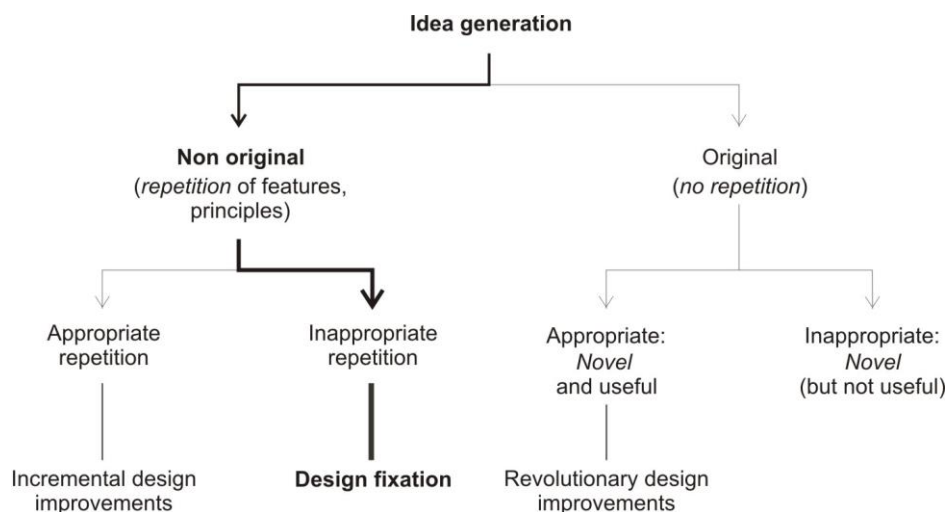 Idea generation
Non original
(repetition of features,
principles)
Original
(no repetition)
Appropriate
repetition
Inappropriate
repetition
Appropriate:
Novel
and useful
Inappropriate:
Novel
(but not useful)
Incremental design
improvements
Design fixation
Revolutionary design
improvements